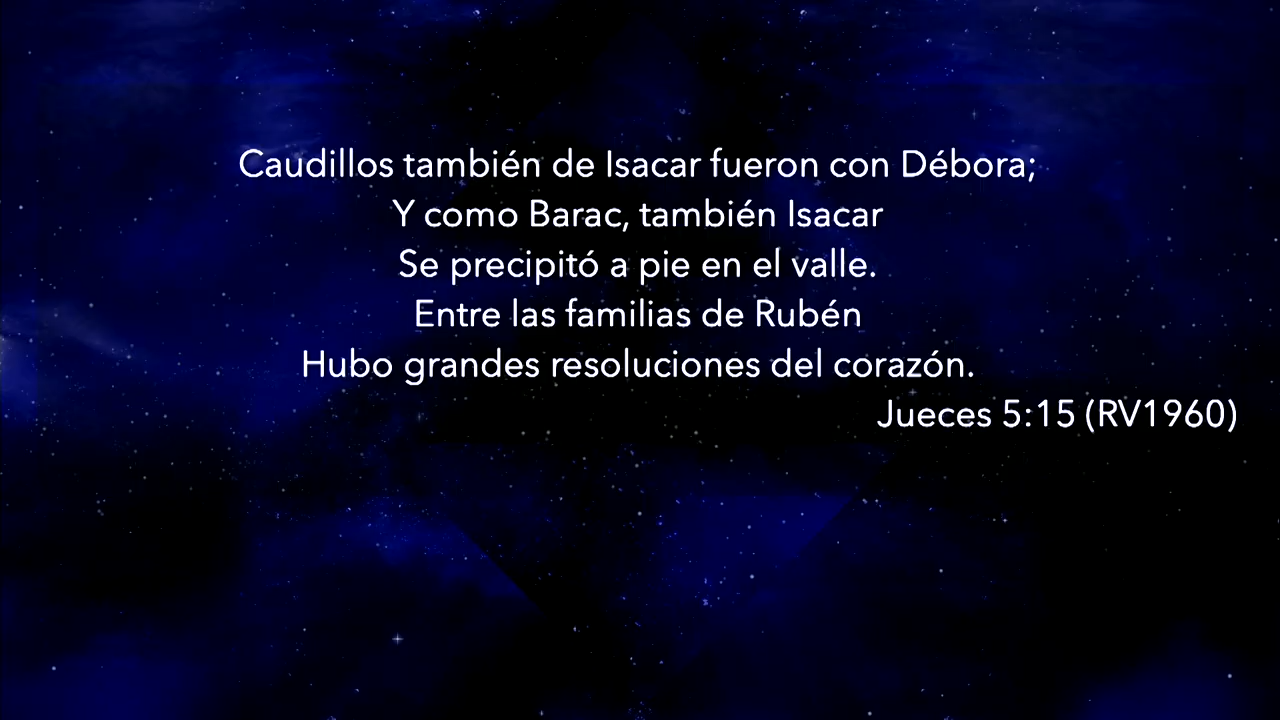 Caudillos también de Isacar fueron con Débora;
Y como Barac, también Isacar
Se precipitó a pie en el valle.
Entre las familias de Rubén
Hubo grandes resoluciones del corazón.
Jueces 5:15 (RV1960)